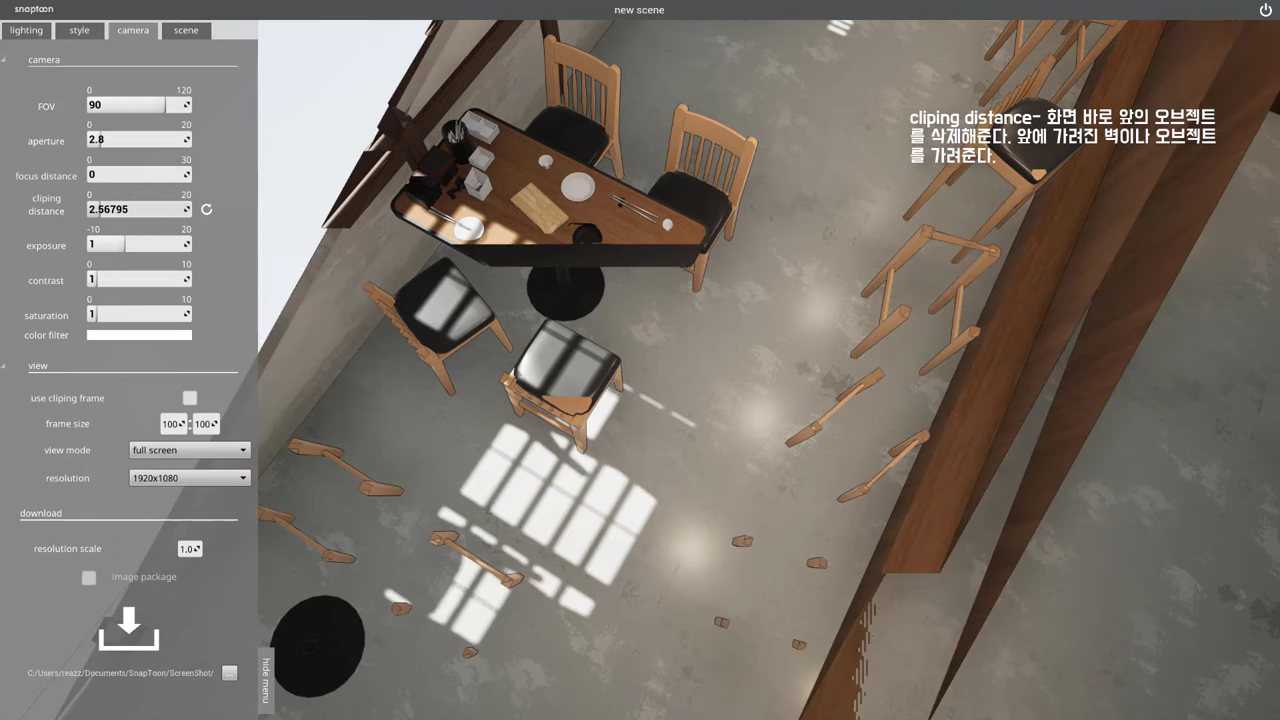 snaptoon
new scene
lighting
style
camera
scene
camera
0 120
FOV 90
0 20
aperture 2.8
0 30
focus distance 0
0 20
cliping distance 2.56795
-10 20
exposure 1
0 10
contrast 1
0 10
saturation 1
color filter
view
use cliping frame
frame size 100 : 100
view mode full screen
resolution 1920x1080
download
resolution scale 1.0
image package
C:/Users/reazz/Documents/SnapToon/ScreenShot/ ...
hide menu
cliping distance- 화면 바로 앞의 오브젝트
를 삭제해준다. 앞에 가려진 벽이나 오브젝트
를 가려준다.